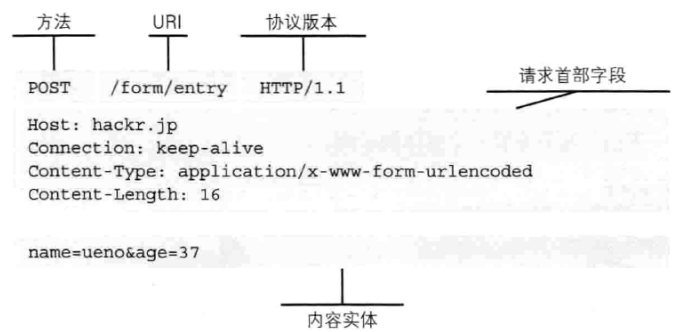 方法 URI 协议版本
请求首部字段
POST /form/entry HTTP/1.1
Host: hackr.jp
Connection: keep-alive
Content-Type: application/x-www-form-urlencoded
Content-Length: 16
name=ueno&age=37
内容实体